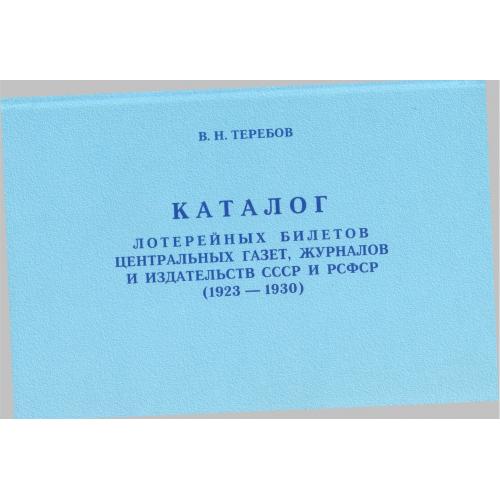 В. Н. ТЕРЕБОВ
КАТАЛОГ
ЛОТЕРЕЙНЫХ БИЛЕТОВ
ЦЕНТРАЛЬНЫХ ГАЗЕТ, ЖУРНАЛОВ
И ИЗДАТЕЛЬСТВ СССР И РСФСР
(1923 — 1930)